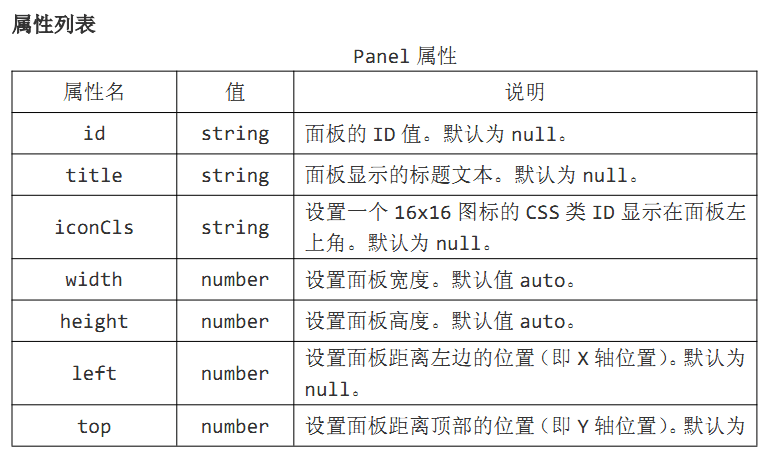 属性列表
Panel 属性
属性名 值 说明
id string 面板的 ID 值。默认为 null。
title string 面板显示的标题文本。默认为 null。
iconCls string 设置一个 16x16 图标的 CSS 类 ID 显示在面板左
上角。默认为 null。
width number 设置面板宽度。默认值 auto。
height number 设置面板高度。默认值 auto。
left number 设置面板距离左边的位置（即 X 轴位置）。默认为
null。
top number 设置面板距离顶部的位置（即 Y 轴位置）。默认为